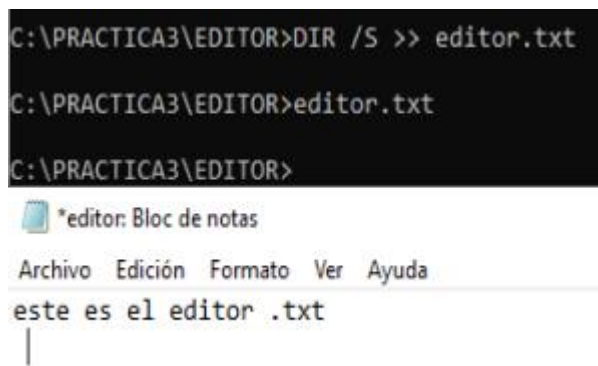 C:\PRACTICA3\EDITOR>DIR /S >> editor.txt
C:\PRACTICA3\EDITOR>editor.txt
C:\PRACTICA3\EDITOR>
*editor: Bloc de notas
Archivo Edición Formato Ver Ayuda
este es el editor .txt